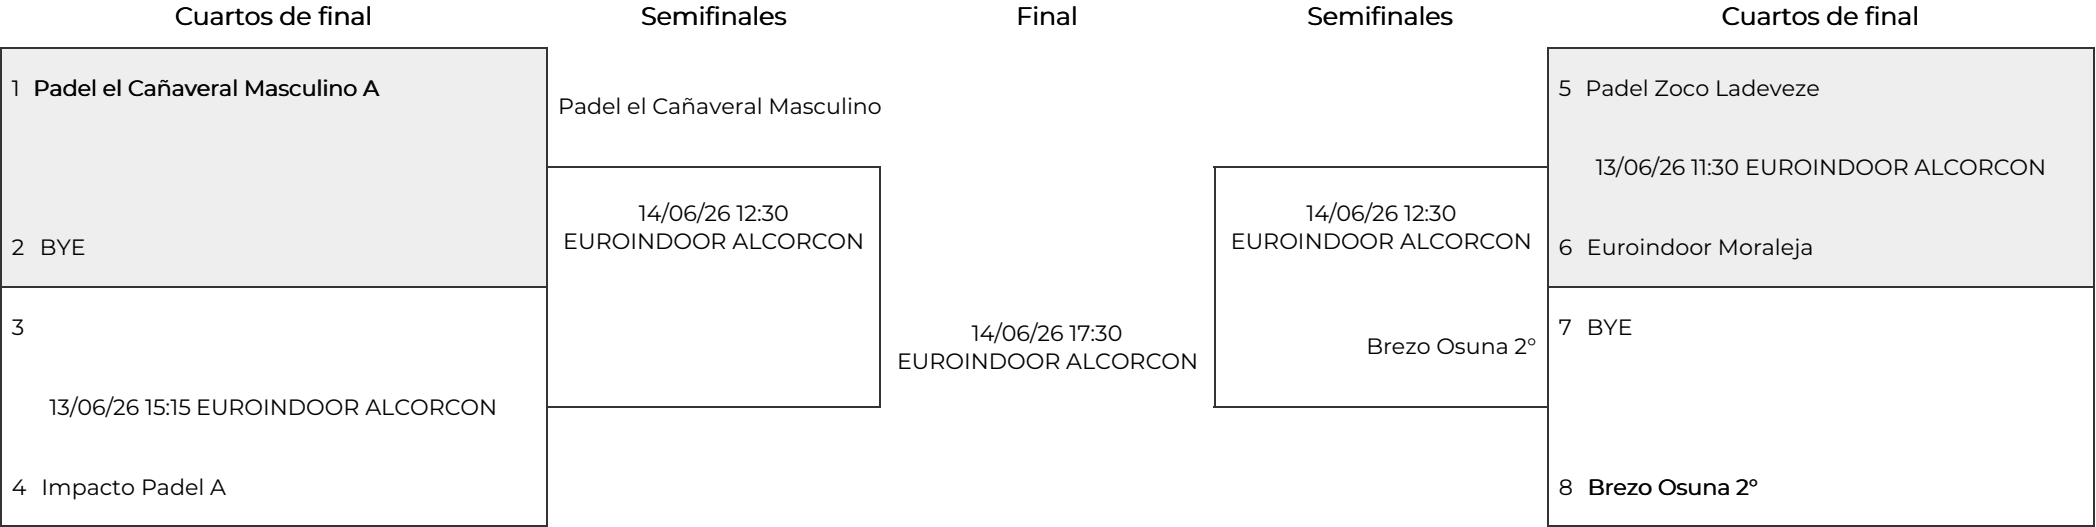 Cuartos de final
Semifinales
Final
Semifinales
Cuartos de final
1 Padel el Cañaveral Masculino A
2 BYE
3
13/06/26 15:15 EUROINDOOR ALCORCON
4 Impacto Padel A
Padel el Cañaveral Masculino
14/06/26 12:30
EUROINDOOR ALCORCON
14/06/26 17:30
EUROINDOOR ALCORCON
14/06/26 12:30
EUROINDOOR ALCORCON
Brezo Osuna 2º
5 Padel Zoco Ladeveze
13/06/26 11:30 EUROINDOOR ALCORCON
6 Euroindoor Moraleja
7 BYE
8 Brezo Osuna 2º